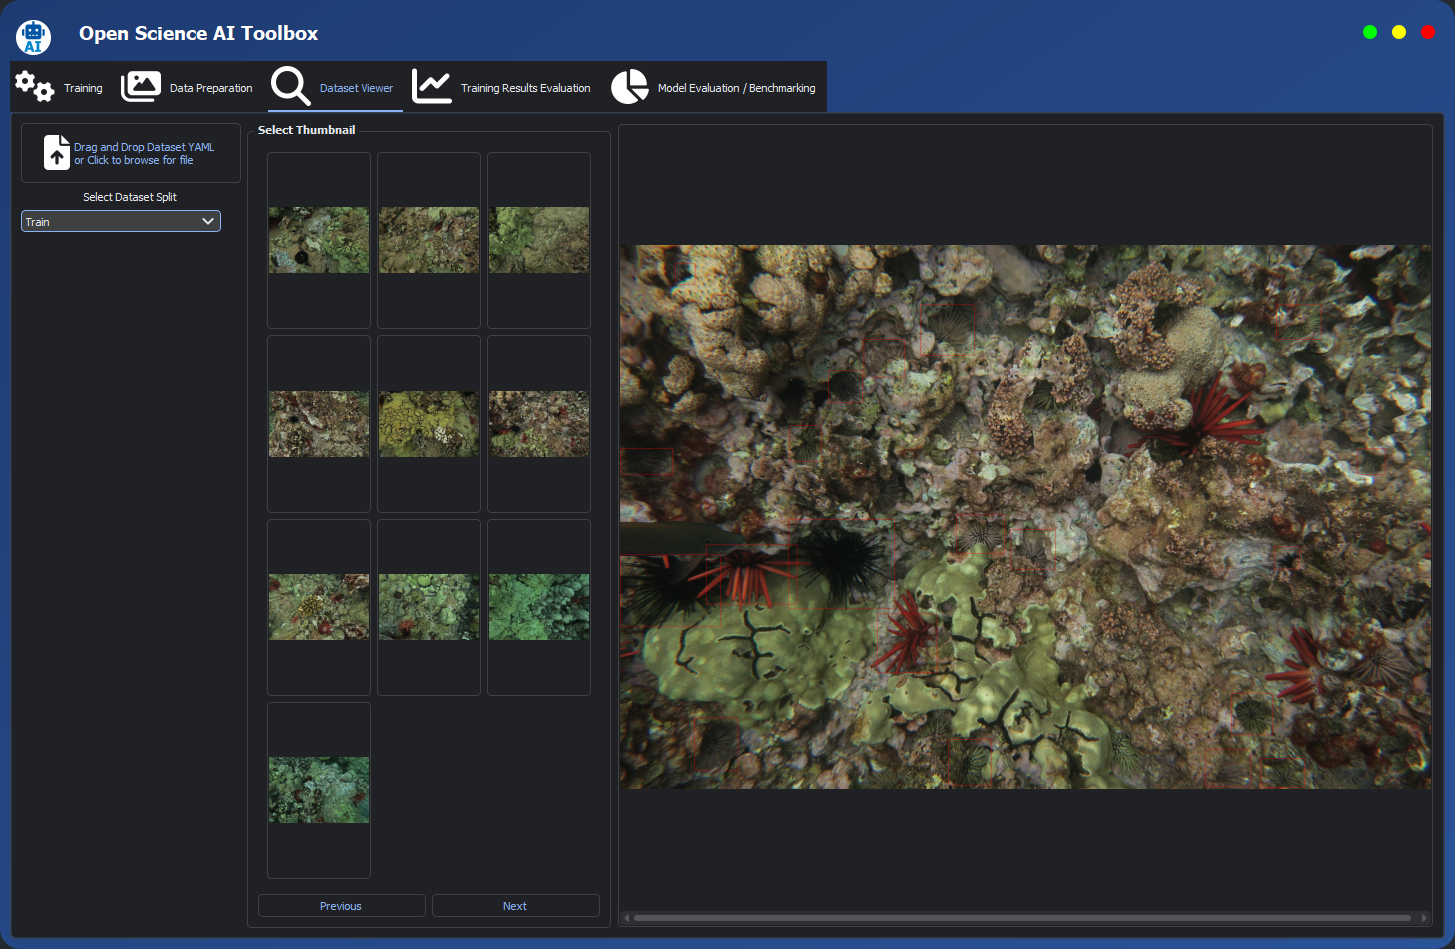 AI
Open Science AI Toolbox
Training
Data Preparation
Dataset Viewer
Training Results Evaluation
Model Evaluation / Benchmarking
Drag and Drop Dataset YAML
or Click to browse for file
Select Dataset Split
Train
Select Thumbnail
Previous
Next